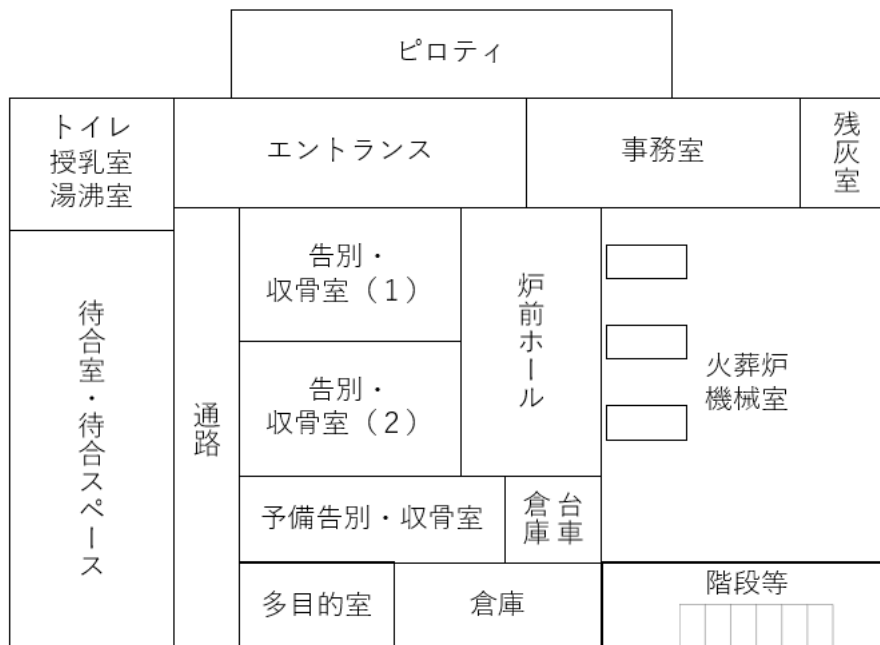 ピロティ
トイレ
授乳室
湯沸室
エントランス
事務室
残灰室
待合室・待合スペース
通路
告別・
収骨室（１）
告別・
収骨室（２）
炉前ホール
火葬炉
機械室
予備告別・収骨室
台車
倉庫
多目的室
倉庫
階段等